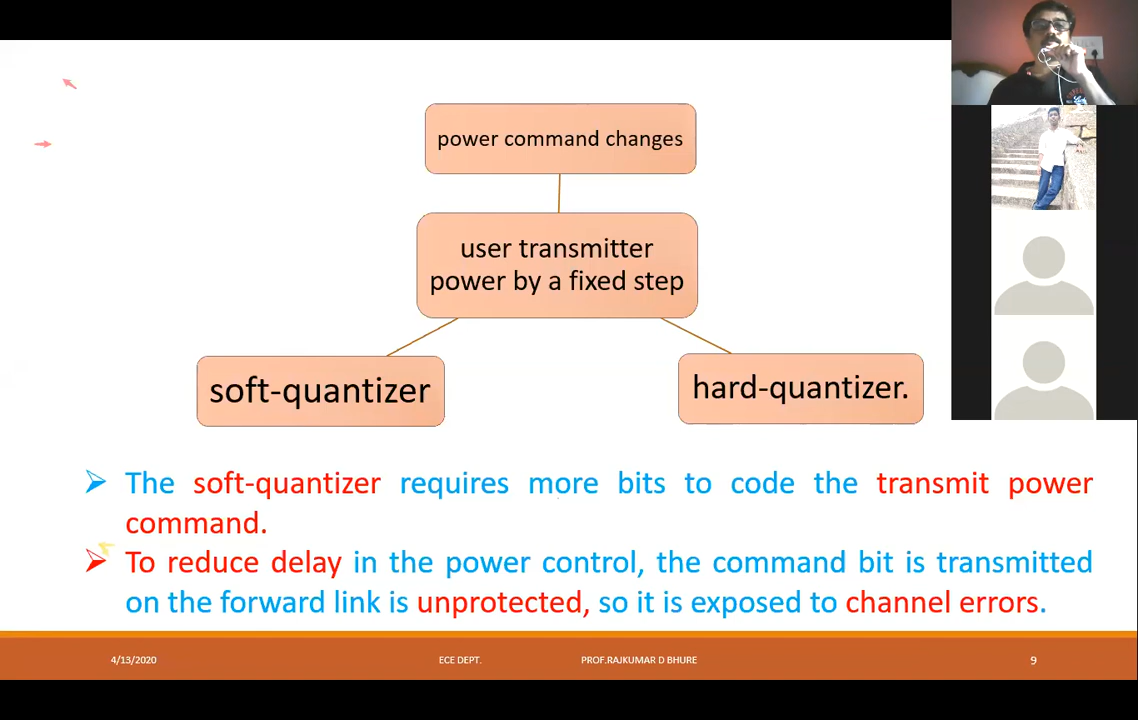 power command changes
user transmitter
power by a fixed step
soft-quantizer
hard-quantizer.
The soft-quantizer requires more bits to code the transmit power
command.
To reduce delay in the power control, the command bit is transmitted
on the forward link is unprotected, so it is exposed to channel errors.
4/13/2020
ECE DEPT.
PROF.RAJKUMAR D BHURE
9